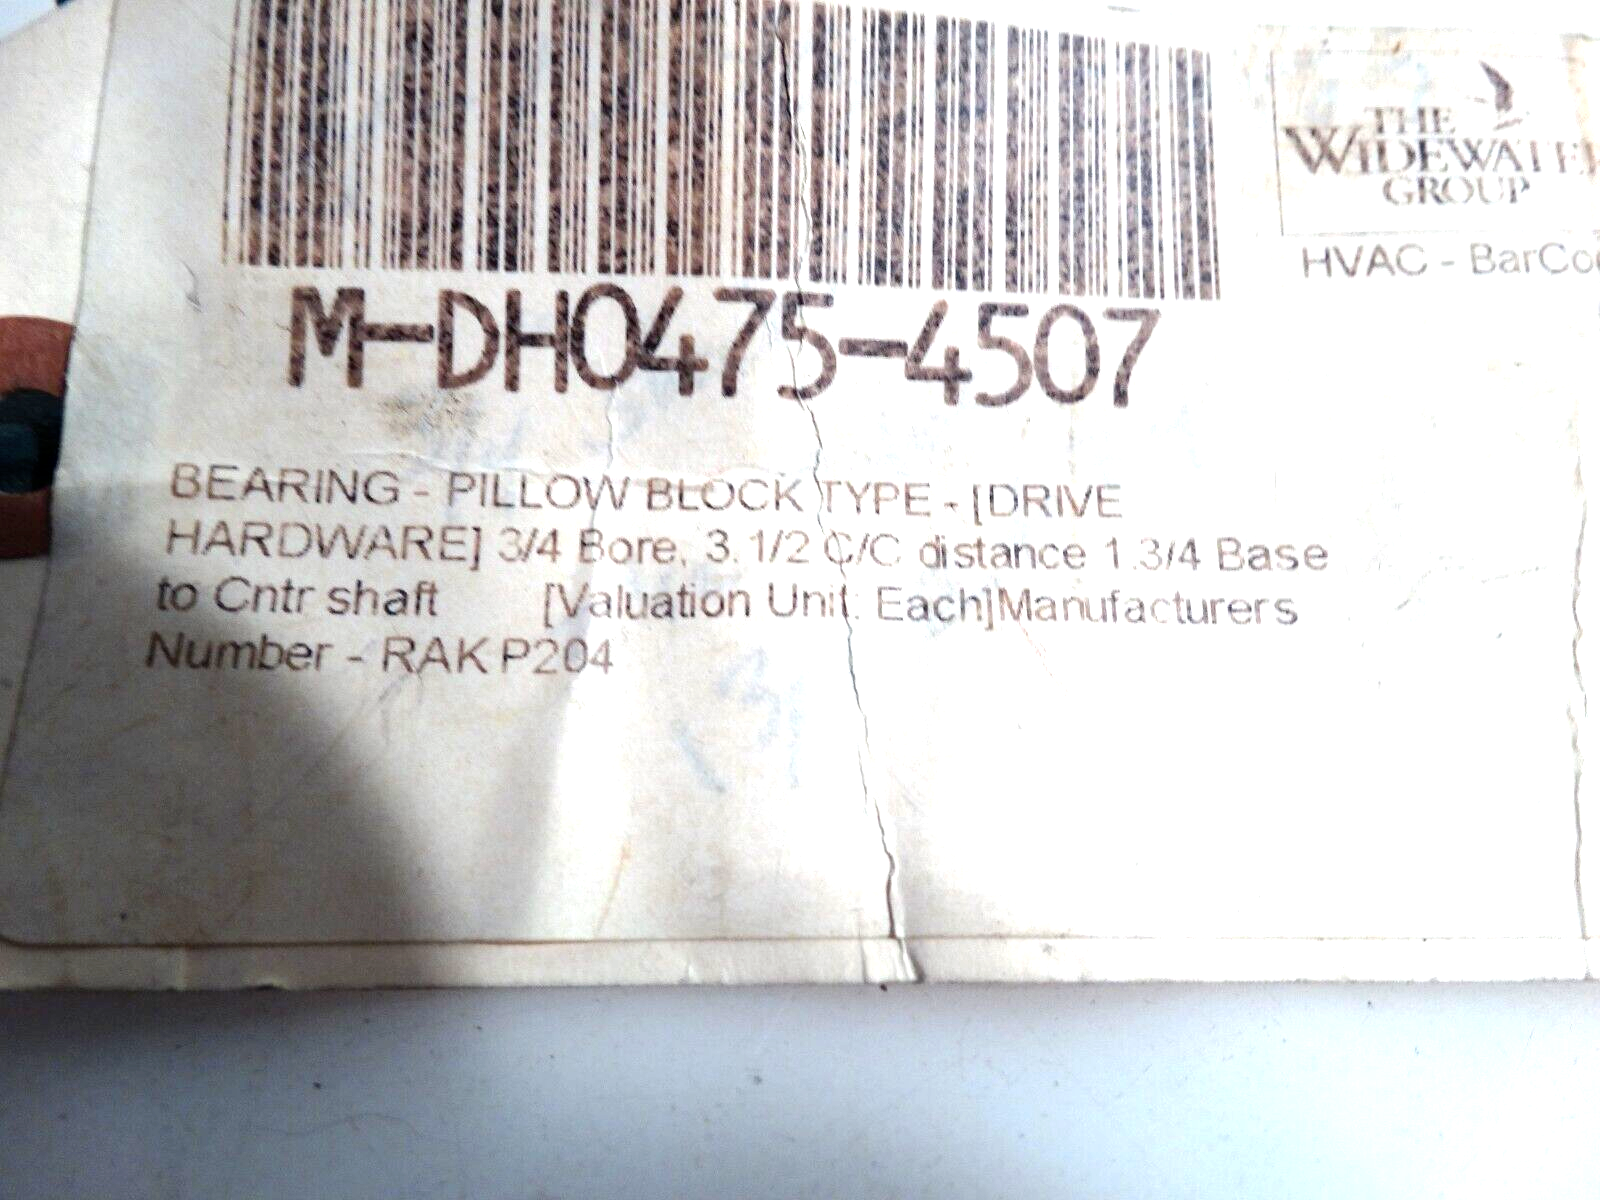 THE
WIDEWATER
GROUP
HVAC - BarCo
M-DH0475-4507
BEARING - PILLOW BLOCK TYPE - [DRIVE
HARDWARE] 3/4 Bore, 3.1/2 C/C distance 1.3/4 Base
to Cntr shaft [Valuation Unit: Each]Manufacturers
Number - RAK P204